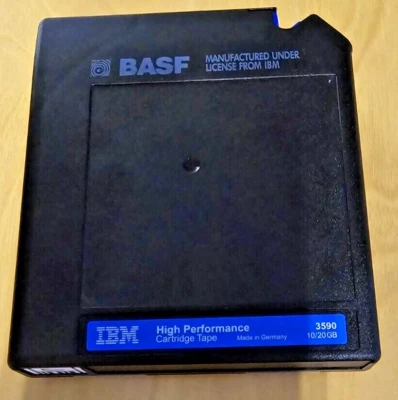 BASF
MANUFACTURED UNDER
LICENSE FROM IBM
IBM
High Performance
Cartridge Tape
Made in Germany
3590
10/20GB